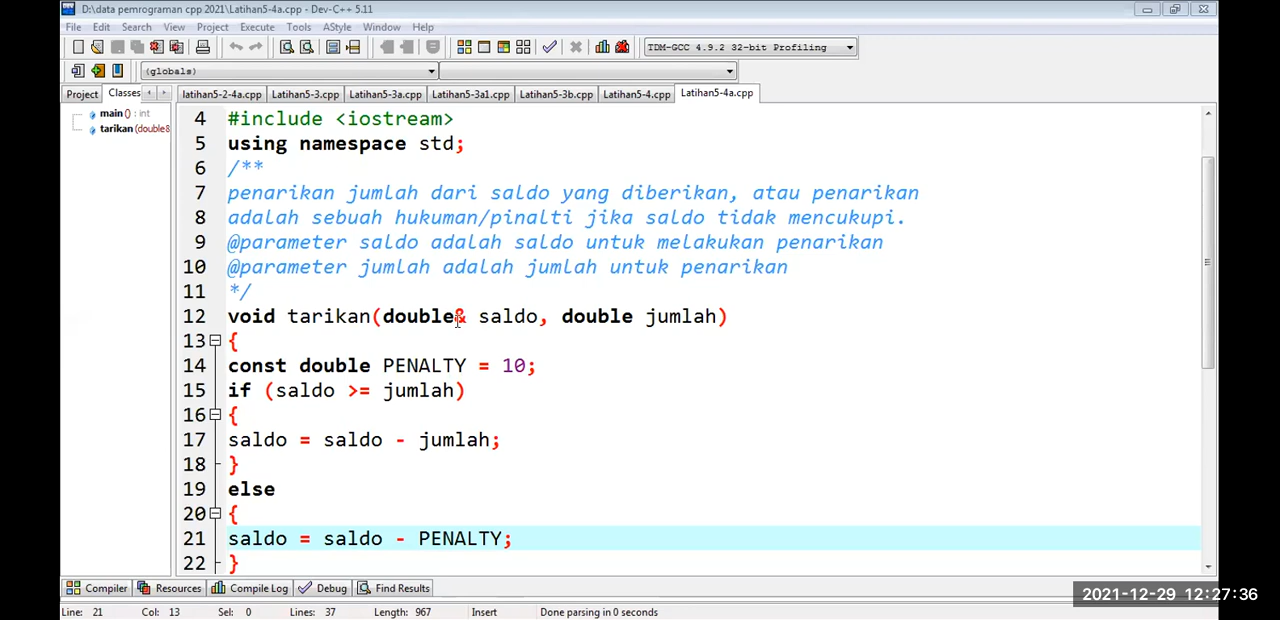 D:\data pemrograman cpp 2021\Latihan5-4a.cpp - Dev-C++ 5.11
File Edit Search View Project Execute Tools AStyle Window Help
TDM-GCC 4.9.2 32-bit Profiling
(globals)
Project Classes latihan5-2-4a.cpp Latihan5-3.cpp Latihan5-3a.cpp Latihan5-3a1.cpp Latihan5-3b.cpp Latihan5-4.cpp Latihan5-4a.cpp
main() : int
tarikan (double&
4 #include <iostream>
5 using namespace std;
6 /**
7 penarikan jumlah dari saldo yang diberikan, atau penarikan
8 adalah sebuah hukuman/pinalti jika saldo tidak mencukupi.
9 @parameter saldo adalah saldo untuk melakukan penarikan
10 @parameter jumlah adalah jumlah untuk penarikan
11 */
12 void tarikan(double& saldo, double jumlah)
13 {
14 const double PENALTY = 10;
15 if (saldo >= jumlah)
16 {
17 saldo = saldo - jumlah;
18 }
19 else
20 {
21 saldo = saldo - PENALTY;
22 }
Compiler Resources Compile Log Debug Find Results
Line: 21 Col: 13 Sel: 0 Lines: 37 Length: 967 Insert Done parsing in 0 seconds
2021-12-29 12:27:36